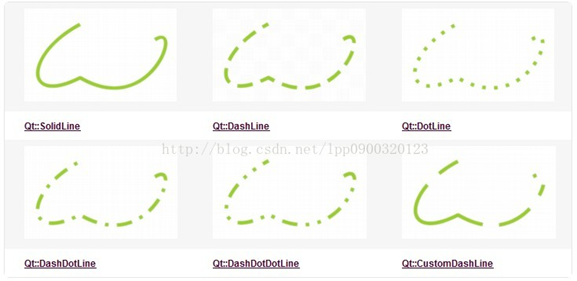 Qt::SolidLine
Qt::DashLine
Qt::DotLine
http://blog.csdn.net/lpp0900320123
Qt::DashDotLine
Qt::DashDotDotLine
Qt::CustomDashLine